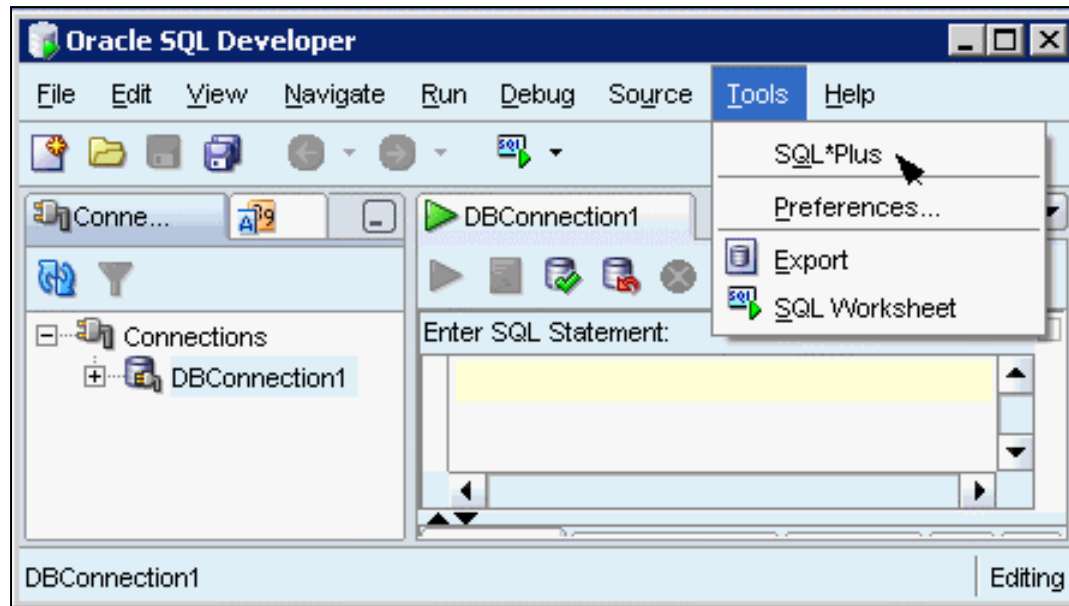 Oracle SQL Developer
File Edit View Navigate Run Debug Source Tools Help
SQL
SQL*Plus
Preferences...
Export
SQL Worksheet
Conne...
DBConnection1
Connections
DBConnection1
Enter SQL Statement:
DBConnection1
Editing